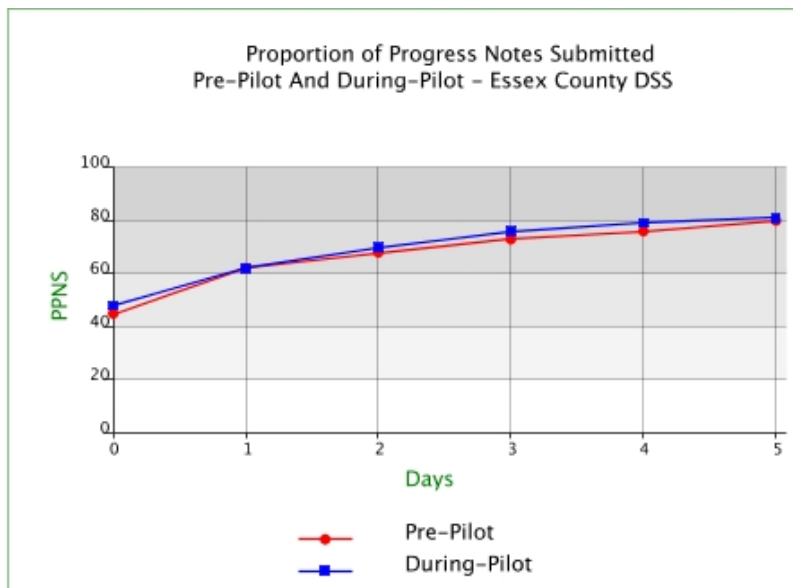 Proportion of Progress Notes Submitted
Pre-Pilot And During-Pilot - Essex County DSS
100
80
60
40
20
0
PPNS
0 1 2 3 4 5
Days
Pre-Pilot
During-Pilot